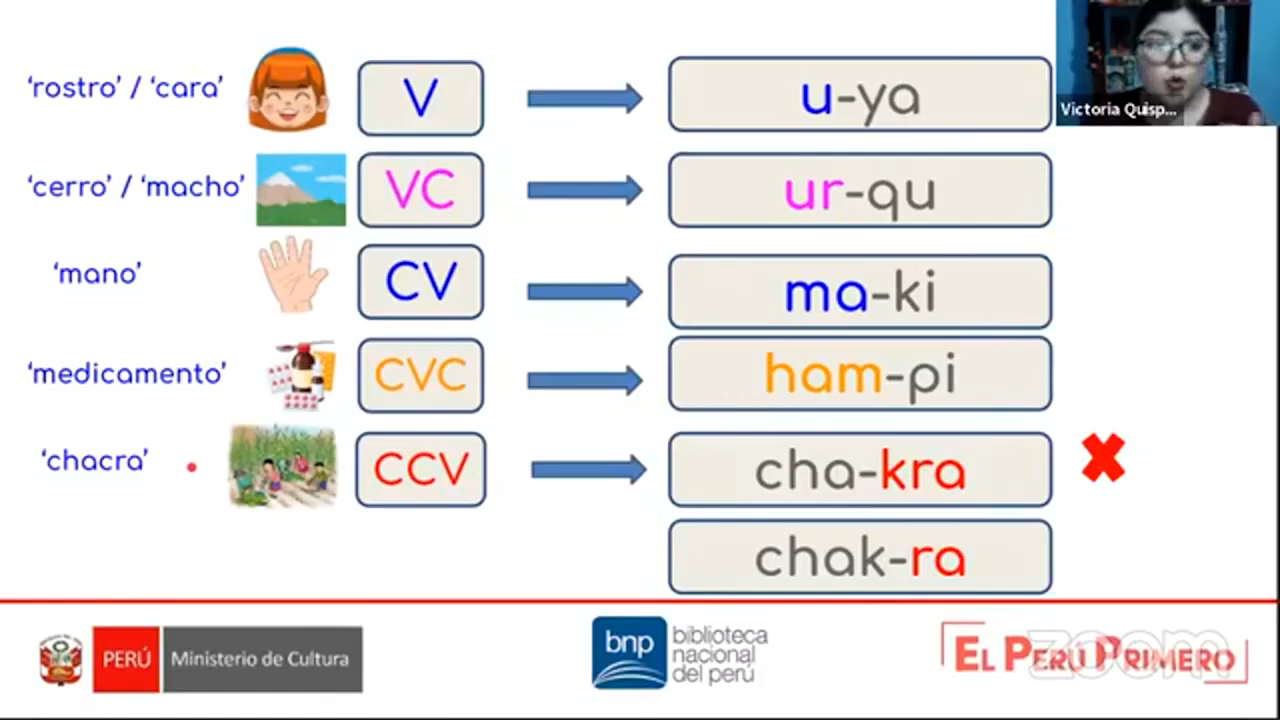 ‘rostro’ / ‘cara’ V u-ya
Victoria Quisp...
‘cerro’ / ‘macho’ VC ur-qu
‘mano’ CV ma-ki
‘medicamento’ CVC ham-pi
‘chacra’ CCV cha-kra
chak-ra
PERÚ Ministerio de Cultura
bnp biblioteca
nacional
del perú
EL PERÚ PRIMERO
zoom